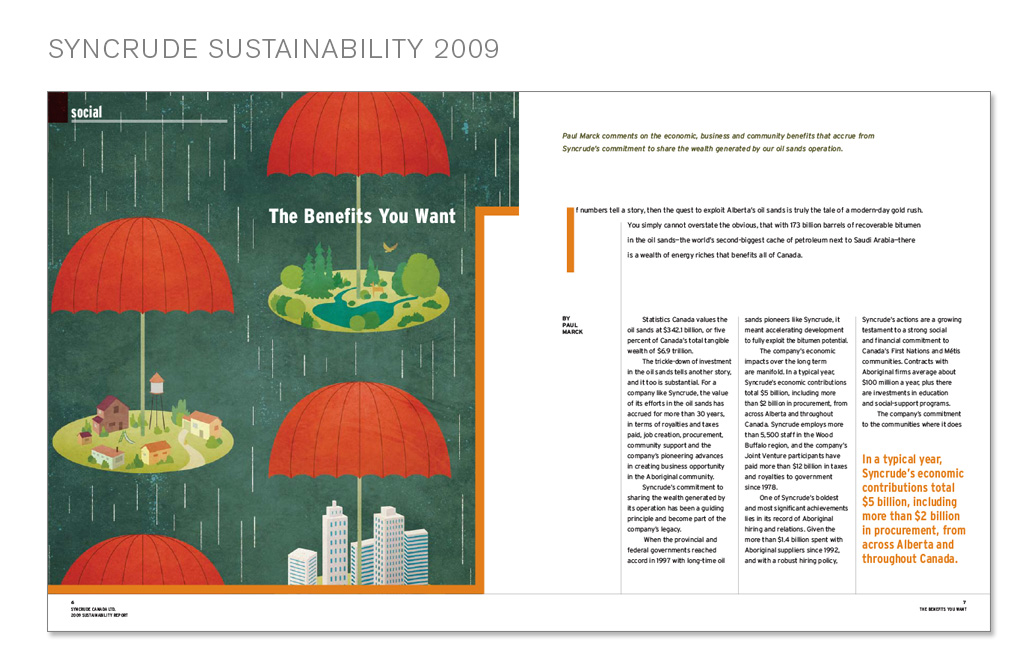 SYNCRUDE SUSTAINABILITY 2009
social
The Benefits You Want
Paul Marck comments on the economic, business and community benefits that accrue from
Syncrude's commitment to share the wealth generated by our oil sands operation.
If numbers tell a story, then the quest to exploit Alberta's oil sands is truly the tale of a modern-day gold rush.
You simply cannot overstate the obvious, that with 173 billion barrels of recoverable bitumen
in the oil sands—the world's second-biggest cache of petroleum next to Saudi Arabia—there
is a wealth of energy riches that benefits all of Canada.
BY
PAUL
MARCK
Statistics Canada values the
oil sands at $342.1 billion, or five
percent of Canada's total tangible
wealth of $6.9 trillion.
The trickle-down of investment
in the oil sands tells another story,
and it too is substantial. For a
company like Syncrude, the value
of its efforts in the oil sands has
accrued for more than 30 years,
in terms of royalties and taxes
paid, job creation, procurement,
community support and the
company's pioneering advances
in creating business opportunity
in the Aboriginal community.
Syncrude's commitment to
sharing the wealth generated by
its operation has been a guiding
principle and become part of the
company's legacy.
When the provincial and
federal governments reached
accord in 1997 with long-time oil
sands pioneers like Syncrude, it
meant accelerating development
to fully exploit the bitumen potential.
The company's economic
impacts over the long term
are manifold. In a typical year,
Syncrude's economic contributions
total $5 billion, including more
than $2 billion in procurement, from
across Alberta and throughout
Canada. Syncrude employs more
than 5,500 staff in the Wood
Buffalo region, and the company's
Joint Venture participants have
paid more than $12 billion in taxes
and royalties to government
since 1978.
One of Syncrude's boldest
and most significant achievements
lies in its record of Aboriginal
hiring and relations. Given the
more than $1.4 billion spent with
Aboriginal suppliers since 1992,
and with a robust hiring policy,
Syncrude's actions are a growing
testament to a strong social
and financial commitment to
Canada's First Nations and Métis
communities. Contracts with
Aboriginal firms average about
$100 million a year, plus there
are investments in education
and social-support programs.
The company's commitment
to the communities where it does
In a typical year,
Syncrude's economic
contributions total
$5 billion, including
more than $2 billion
in procurement, from
across Alberta and
throughout Canada.
6
SYNCRUDE CANADA LTD.
2009 SUSTAINABILITY REPORT
7
THE BENEFITS YOU WANT